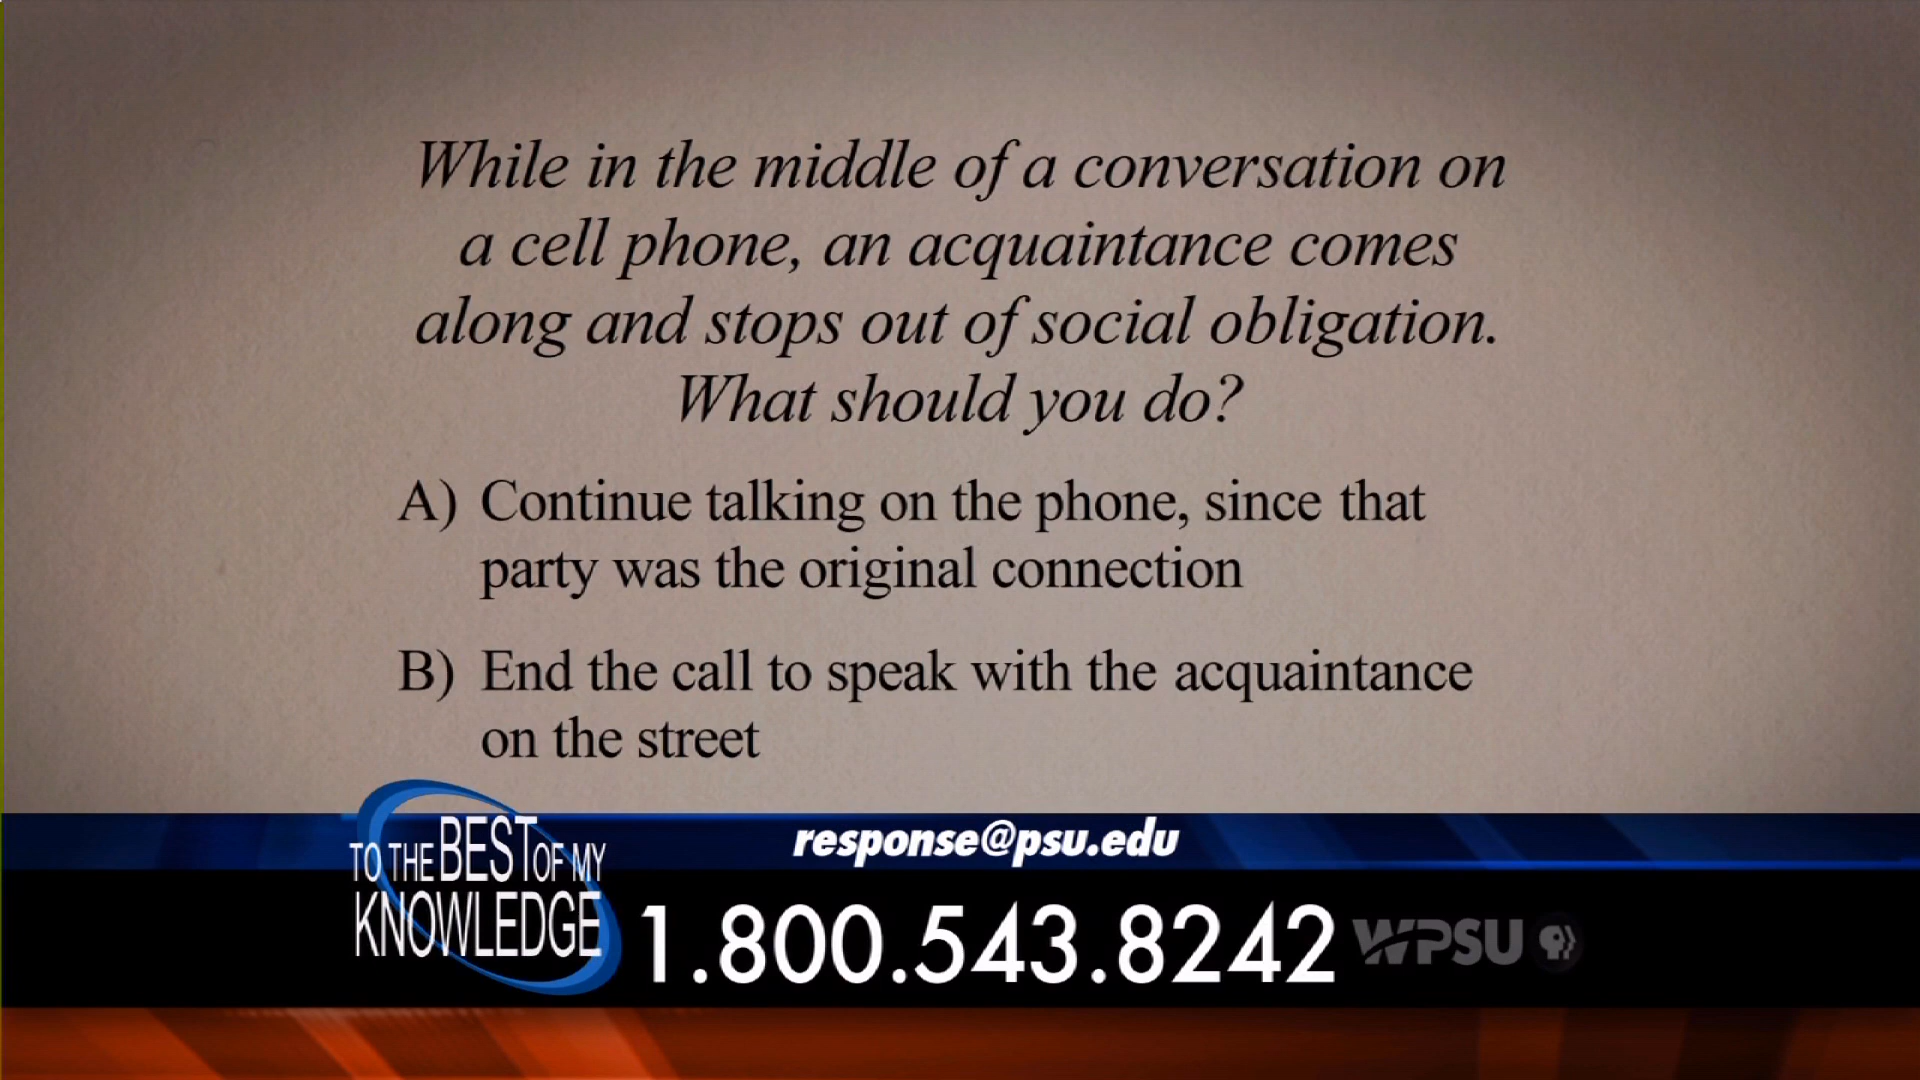 While in the middle of a conversation on
a cell phone, an acquaintance comes
along and stops out of social obligation.
What should you do?
A) Continue talking on the phone, since that
party was the original connection
B) End the call to speak with the acquaintance
on the street
TO THE BEST OF MY
KNOWLEDGE
response@psu.edu
1.800.543.8242
WPSU